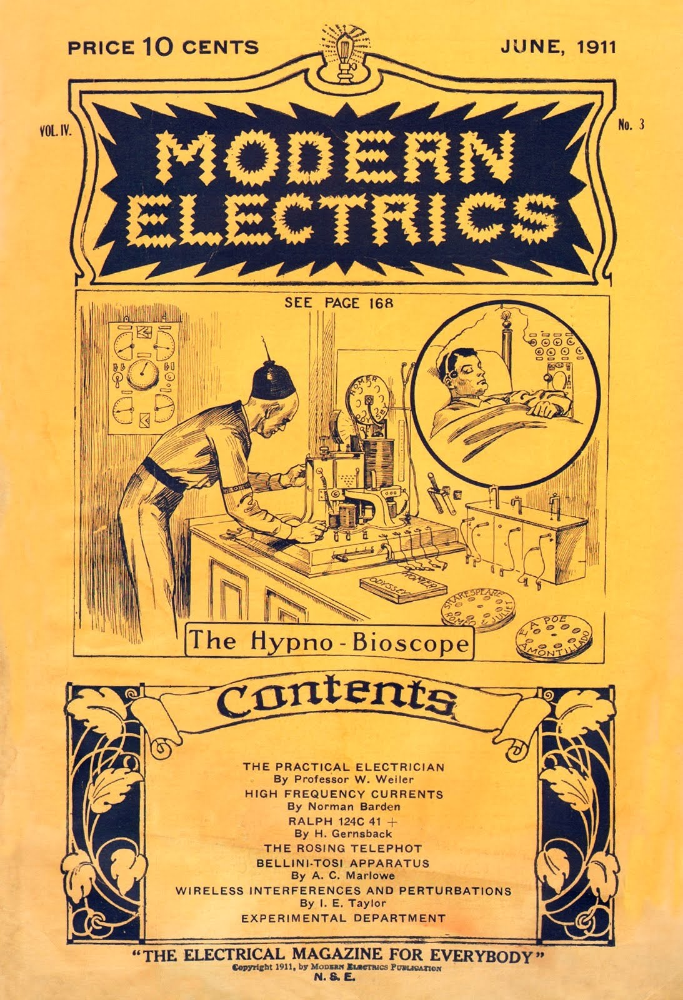 PRICE 10 CENTS
JUNE, 1911
VOL. IV.
No. 3
MODERN
ELECTRICS
SEE PAGE 168
HOMER
ODYSSEY
HOMER
ODYSSEY
SHAKESPEARE
ROMEO & JULIET
E A POE
AMONTILLADO
The Hypno-Bioscope
Contents
THE PRACTICAL ELECTRICIAN
By Professor W. Weiler
HIGH FREQUENCY CURRENTS
By Norman Barden
RALPH 124C 41 +
By H. Gernsback
THE ROSING TELEPHOT
BELLINI-TOSI APPARATUS
By A. C. Marlowe
WIRELESS INTERFERENCES AND PERTURBATIONS
By I. E. Taylor
EXPERIMENTAL DEPARTMENT
"THE ELECTRICAL MAGAZINE FOR EVERYBODY"
Copyright 1911, by MODERN ELECTRICS PUBLICATION
N. S. E.